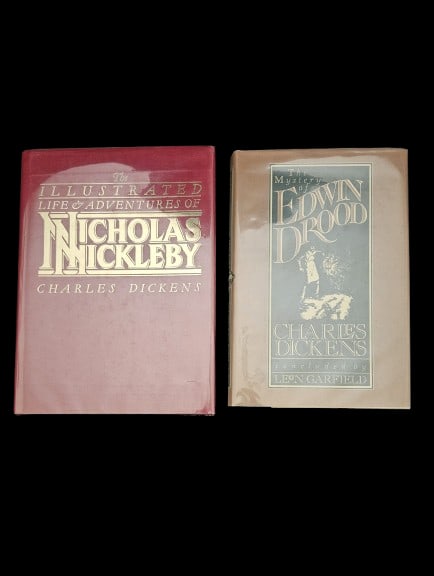 The
ILLUSTRATED
LIFE & ADVENTURES OF
NICHOLAS
NICKLEBY
CHARLES DICKENS
The
Mystery
of
EDWIN
DROOD
CHARLES
DICKENS
concluded by
LEON GARFIELD